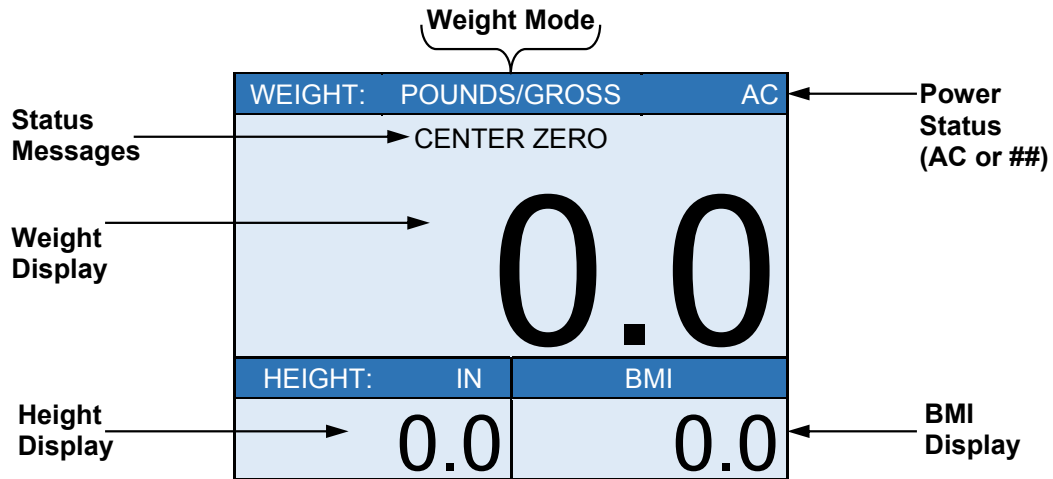 Weight Mode
WEIGHT: POUNDS/GROSS AC
Power
Status
(AC or ##)
Status
Messages
CENTER ZERO
0.0
Weight
Display
HEIGHT: IN BMI
Height
Display
0.0 0.0
BMI
Display